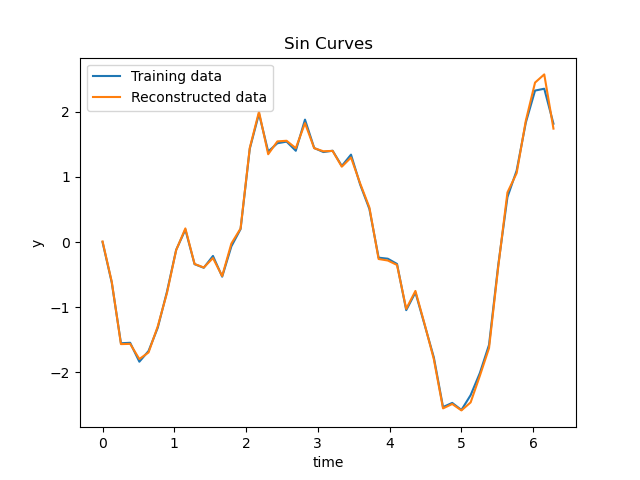 Sin Curves
Training data
Reconstructed data
y
2
1
0
−1
−2
0 1 2 3 4 5 6
time